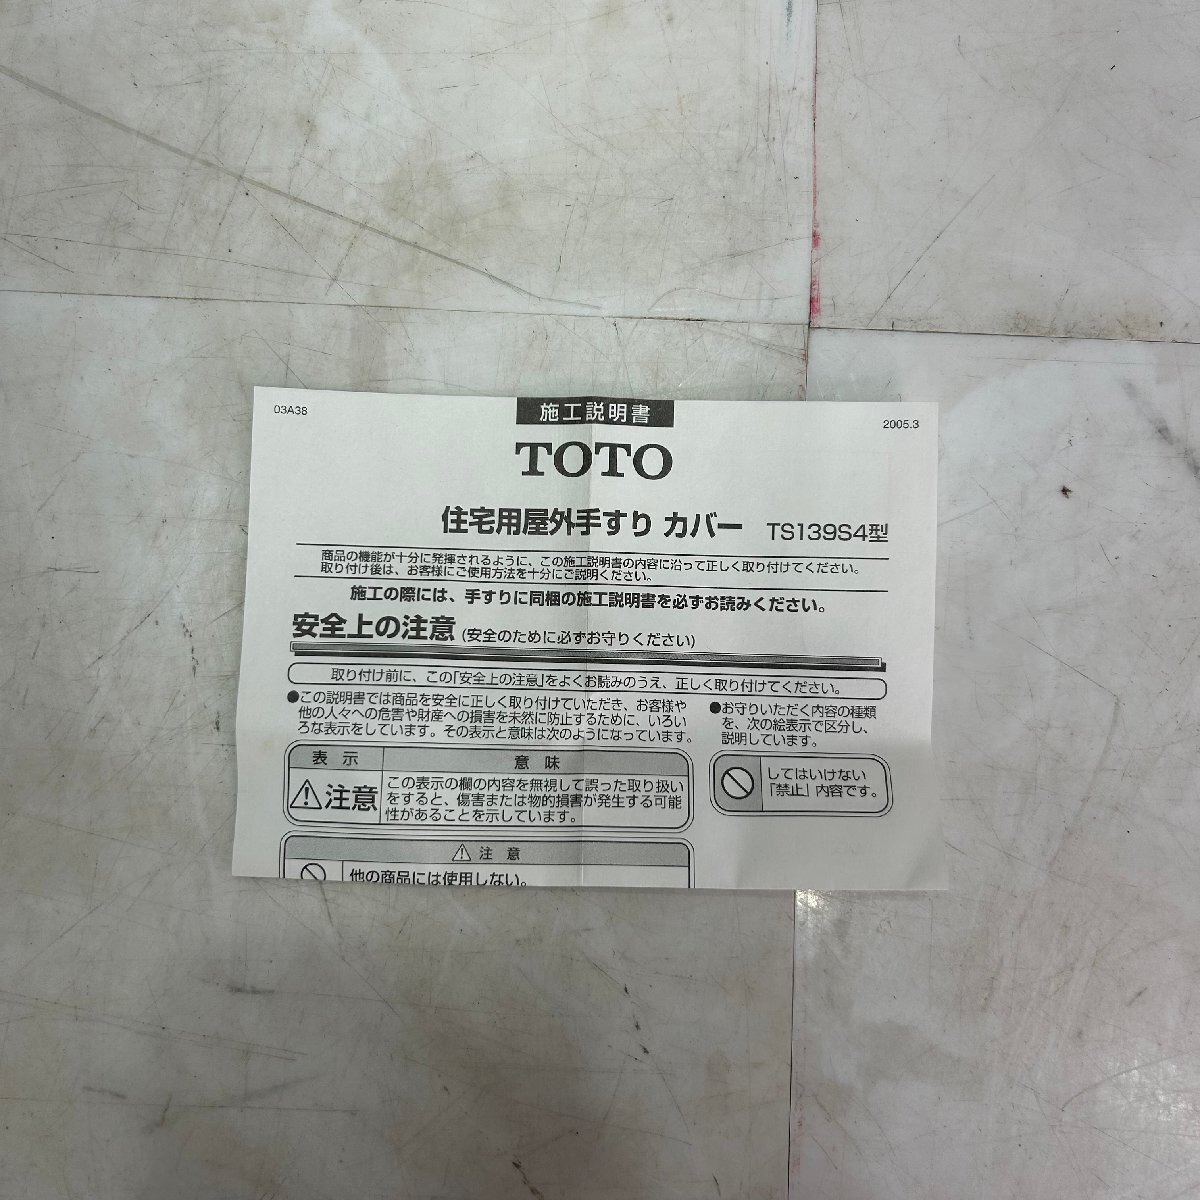 03A38
施工説明書
2005.3
TOTO
住宅用屋外手すり カバー TS139S4型
商品の機能が十分に発揮されるように、この施工説明書の内容に沿って正しく取り付けてください。
取り付け後は、お客様にご使用方法を十分にご説明ください。
施工の際には、手すりに同梱の施工説明書を必ずお読みください。
安全上の注意 (安全のために必ずお守りください)
取り付け前に、この「安全上の注意」をよくお読みのうえ、正しく取り付けてください。
●この説明書では商品を安全に正しく取り付けていただき、お客様や
他の人々への危害や財産への損害を未然に防止するために、いろい
ろな表示をしています。その表示と意味は次のようになっています。
表示 意味
注意
この表示の欄の内容を無視して誤った取り扱い
をすると、傷害または物的損害が発生する可能
性があることを示しています。
●お守りいただく内容の種類
を、次の絵表示で区分し、
説明しています。
してはいけない
「禁止」内容です。
注意
他の商品には使用しない。